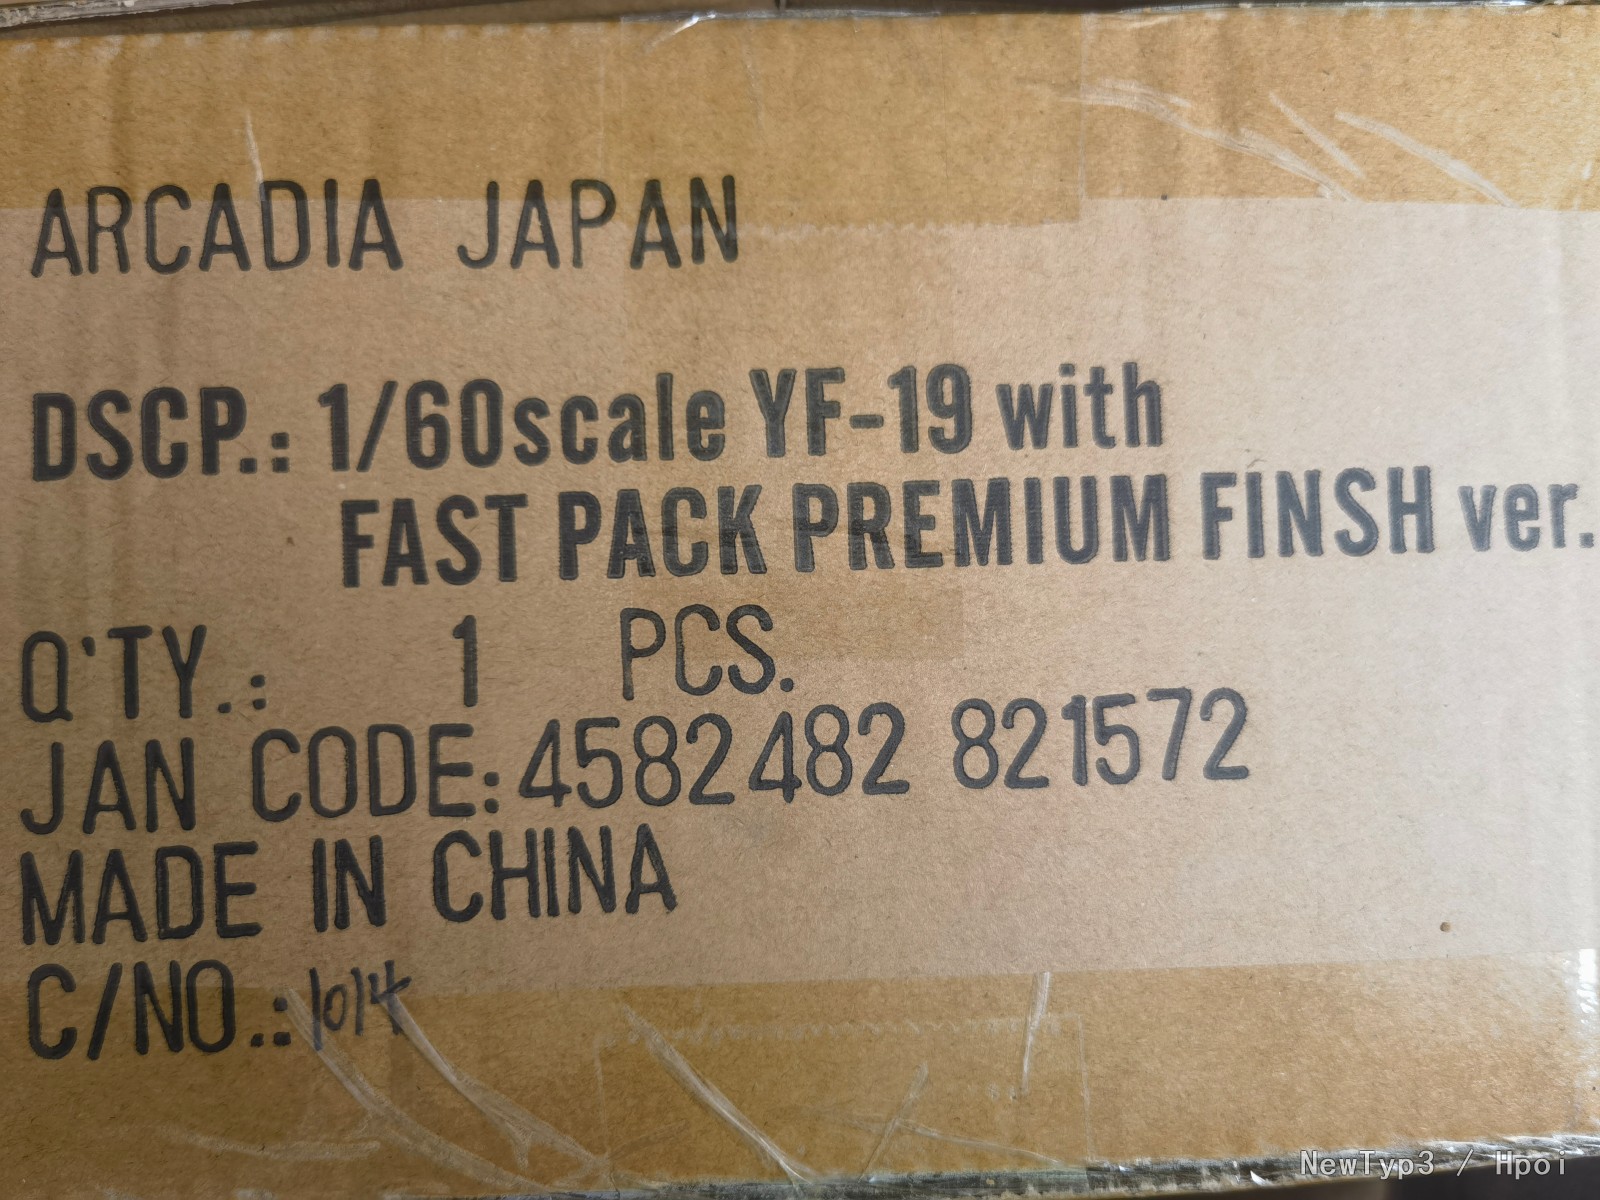 ARCADIA JAPAN
DSCP.: 1/60scale YF-19 with
FAST PACK PREMIUM FINSH ver.
Q'TY.: 1 PCS.
JAN CODE: 4582482 821572
MADE IN CHINA
C/NO.: 1014
NewTyp3 / Hpoi